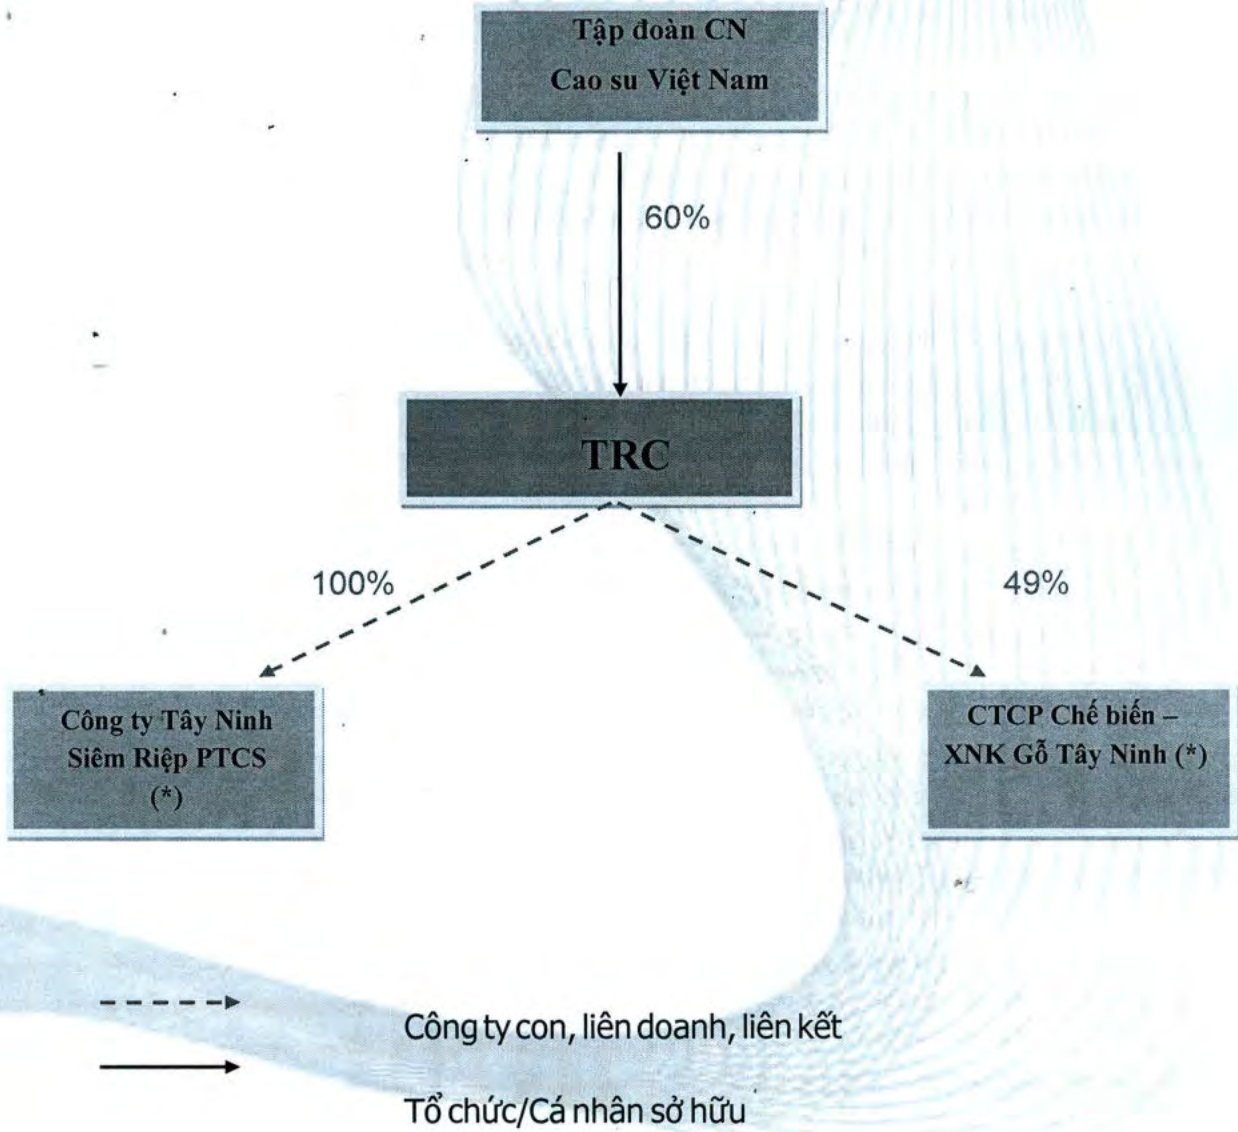 Tập đoàn CN
Cao su Việt Nam
60%
TRC
100%
49%
Công ty Tây Ninh
Siêm Riệp PTCS
(*)
CTCP Chế biến –
XNK Gỗ Tây Ninh (*)
Công ty con, liên doanh, liên kết
Tổ chức/Cá nhân sở hữu